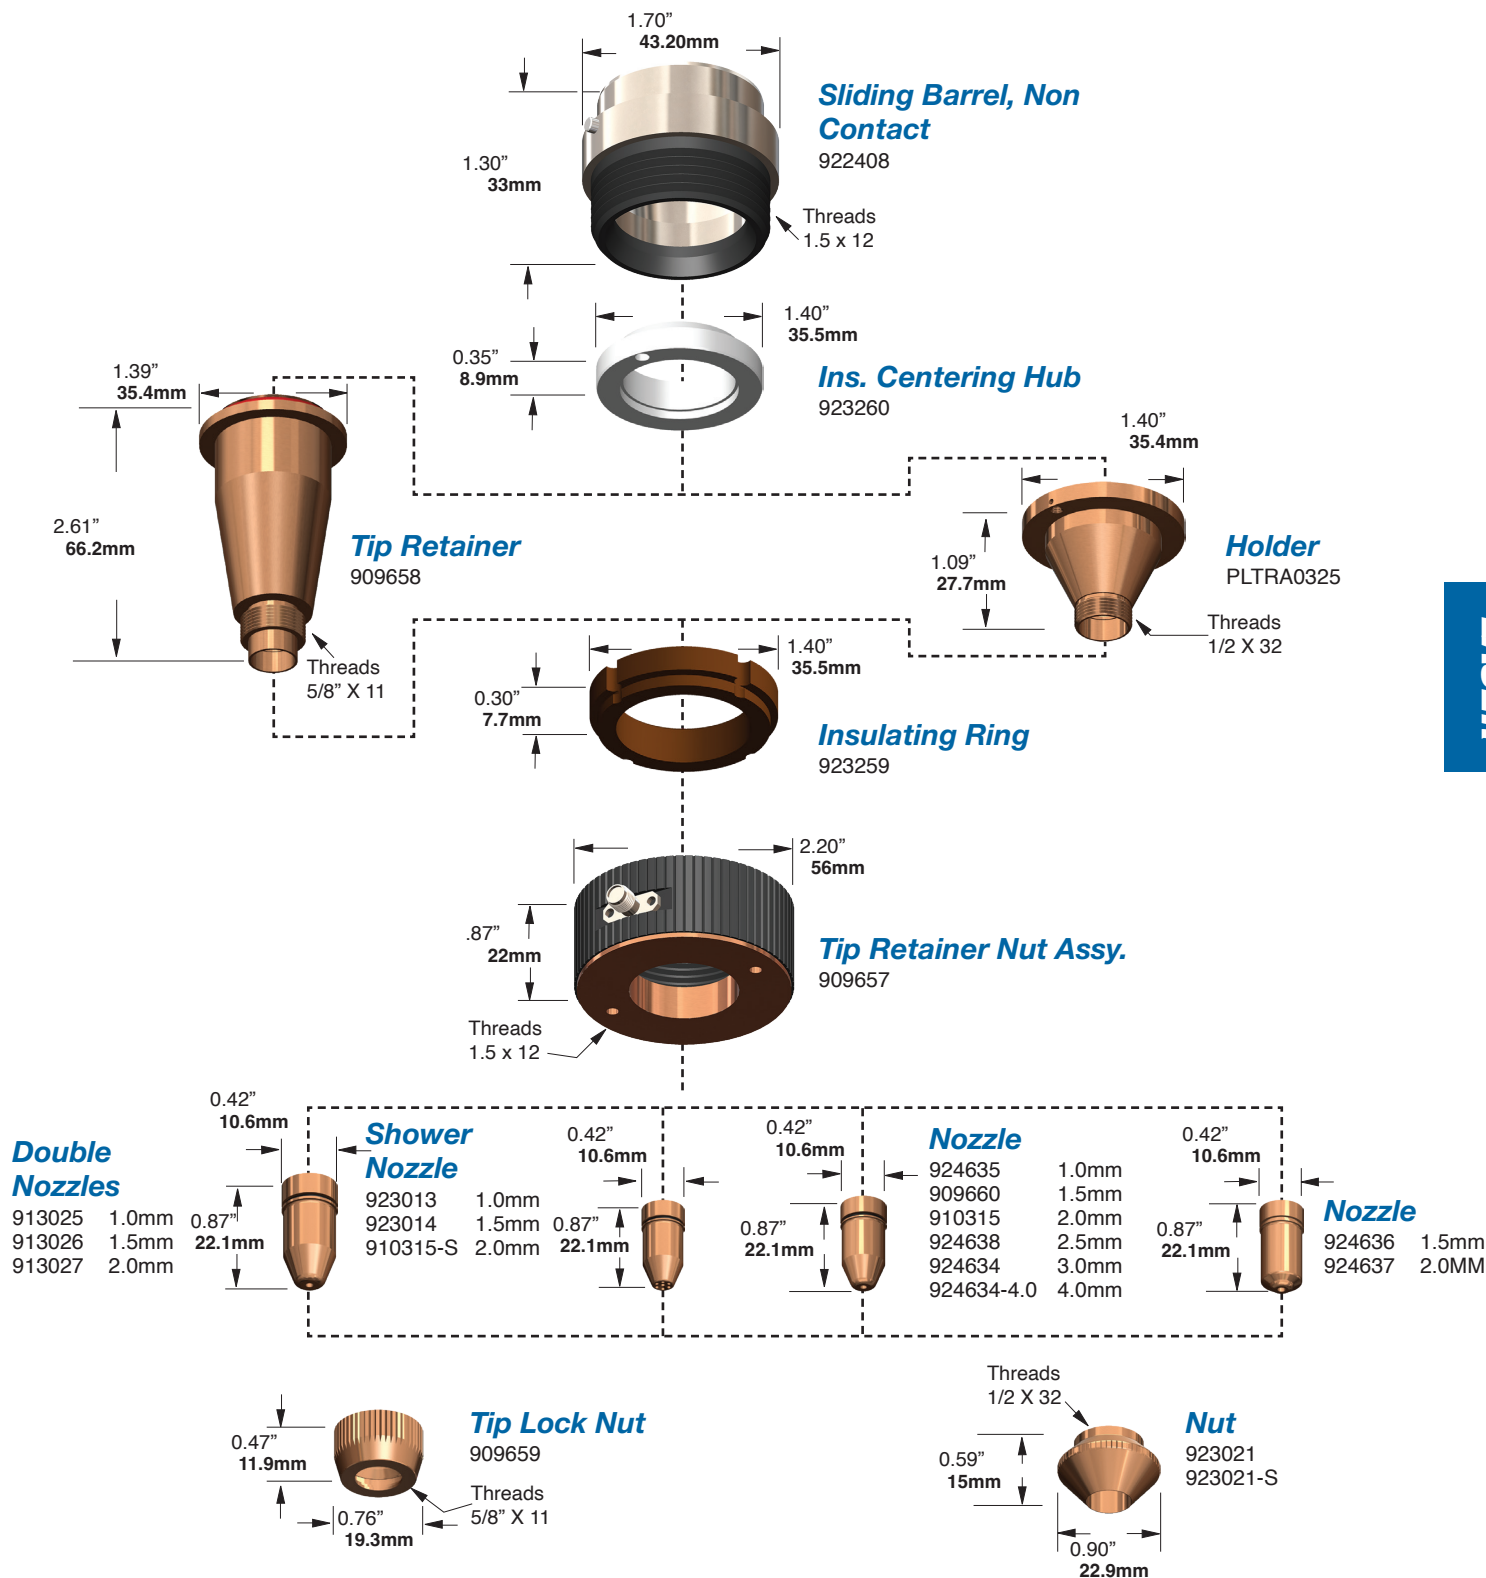 1.70”
43.20mm
Sliding Barrel, Non
Contact
922408
1.30”
33mm
Threads
1.5 x 12
1.40”
35.5mm
0.35”
8.9mm
Ins. Centering Hub
923260
1.39”
35.4mm
2.61”
66.2mm
Tip Retainer
909658
Threads
5/8” X 11
1.40”
35.4mm
1.09”
27.7mm
Holder
PLTRA0325
Threads
1/2 X 32
1.40”
35.5mm
0.30”
7.7mm
Insulating Ring
923259
2.20”
56mm
.87”
22mm
Tip Retainer Nut Assy.
909657
Threads
1.5 x 12
Double
Nozzles
913025 1.0mm
913026 1.5mm
913027 2.0mm
0.42”
10.6mm
0.87”
22.1mm
Shower
Nozzle
923013 1.0mm
923014 1.5mm
910315-S 2.0mm
0.42”
10.6mm
0.87”
22.1mm
0.42”
10.6mm
0.87”
22.1mm
Nozzle
924635 1.0mm
909660 1.5mm
910315 2.0mm
924638 2.5mm
924634 3.0mm
924634-4.0 4.0mm
0.42”
10.6mm
0.87”
22.1mm
Nozzle
924636 1.5mm
924637 2.0MM
0.47”
11.9mm
Tip Lock Nut
909659
Threads
5/8” X 11
0.76”
19.3mm
Threads
1/2 X 32
0.59”
15mm
Nut
923021
923021-S
0.90”
22.9mm